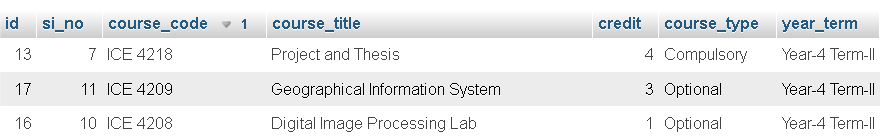 id si_no course_code 1 course_title credit course_type year_term
13 7 ICE 4218 Project and Thesis 4 Compulsory Year-4 Term-II
17 11 ICE 4209 Geographical Information System 3 Optional Year-4 Term-II
16 10 ICE 4208 Digital Image Processing Lab 1 Optional Year-4 Term-II